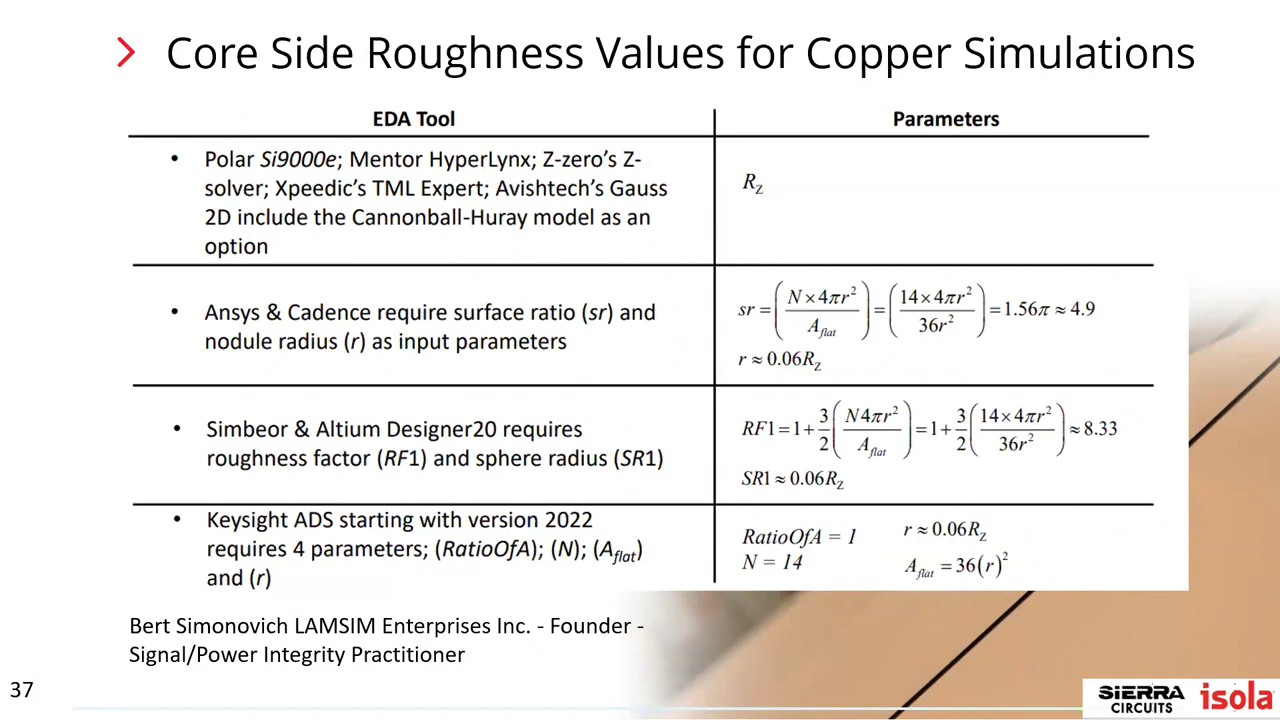 Core Side Roughness Values for Copper Simulations
EDA Tool
Parameters
• Polar Si9000e; Mentor HyperLynx; Z-zero's Z-
solver; Xpeedic's TML Expert; Avishtech's Gauss
2D include the Cannonball-Huray model as an
option
R_Z
• Ansys & Cadence require surface ratio (sr) and
nodule radius (r) as input parameters
sr = (N × 4πr² / A_flat) = (14 × 4πr² / 36r²) = 1.56π ≈ 4.9
r ≈ 0.06R_Z
• Simbeor & Altium Designer20 requires
roughness factor (RF1) and sphere radius (SR1)
RF1 = 1 + 3/2 (N4πr² / A_flat) = 1 + 3/2 (14 × 4πr² / 36r²) ≈ 8.33
SR1 ≈ 0.06R_Z
• Keysight ADS starting with version 2022
requires 4 parameters; (RatioOfA); (N); (A_flat)
and (r)
RatioOfA = 1
N = 14
r ≈ 0.06R_Z
A_flat = 36(r)²
Bert Simonovich LAMSIM Enterprises Inc. - Founder -
Signal/Power Integrity Practitioner
37
SIERRA
CIRCUITS
isola